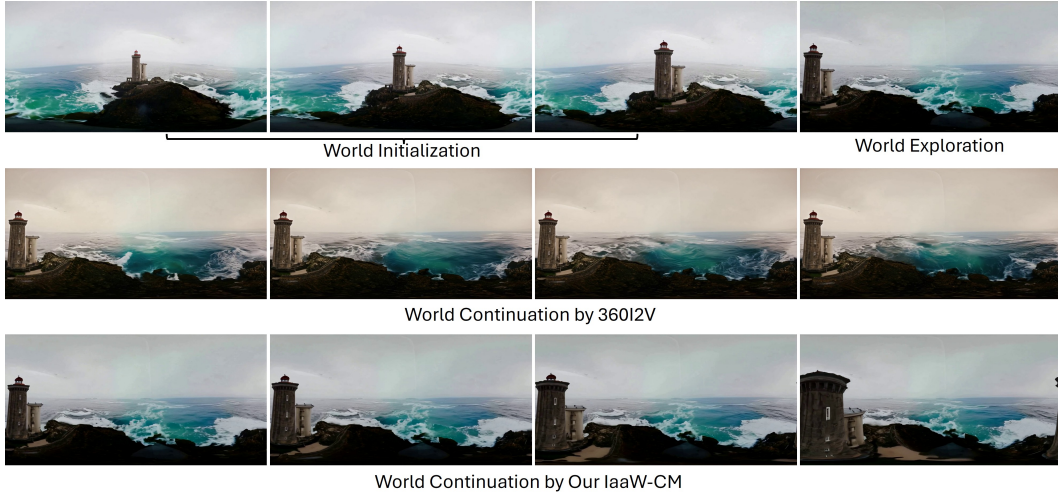 World Initialization
World Exploration
World Continuation by 360I2V
World Continuation by Our IaaW-CM